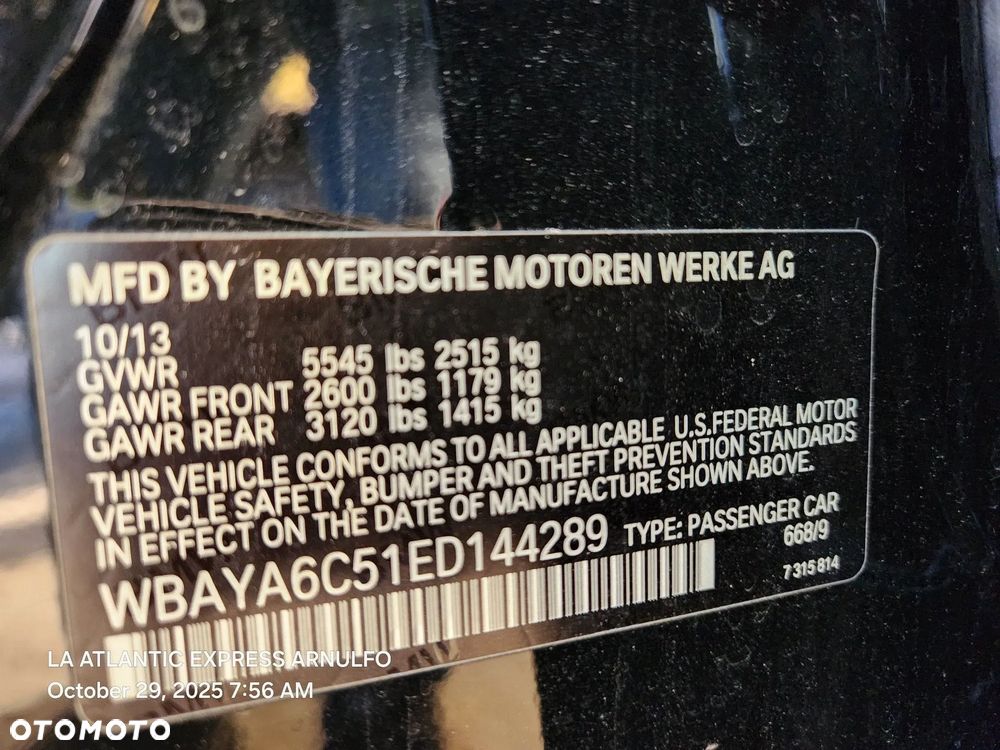 MFD BY BAYERISCHE MOTOREN WERKE AG
10/13
GVWR 5545 lbs 2515 kg
GAWR FRONT 2600 lbs 1179 kg
GAWR REAR 3120 lbs 1415 kg
THIS VEHICLE CONFORMS TO ALL APPLICABLE U.S.FEDERAL MOTOR
VEHICLE SAFETY, BUMPER AND THEFT PREVENTION STANDARDS
IN EFFECT ON THE DATE OF MANUFACTURE SHOWN ABOVE.
WBAYA6C51ED144289 TYPE: PASSENGER CAR
668/9
7 315 814
LA ATLANTIC EXPRESS ARNULFO
October 29, 2025 7:56 AM
OTOMOTO